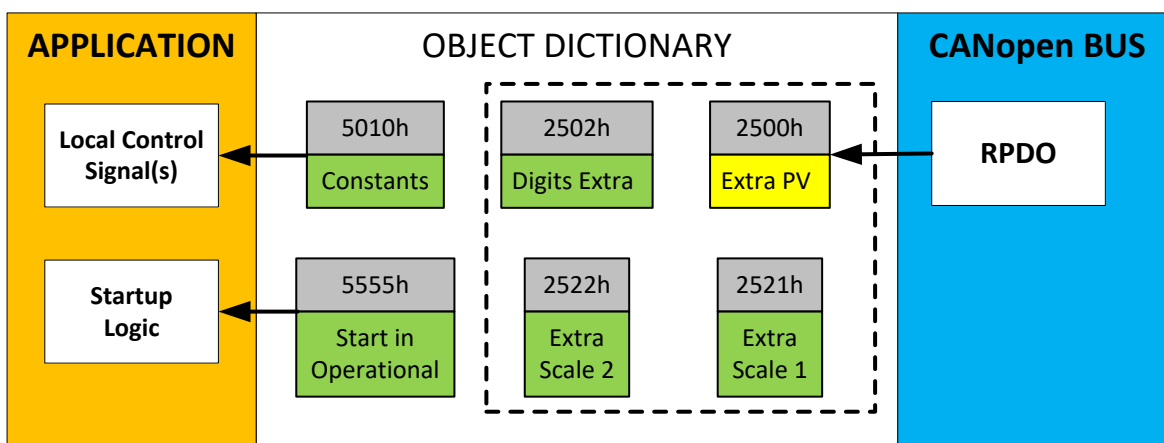 APPLICATION
OBJECT DICTIONARY
CANopen BUS
Local Control
Signal(s)
5010h
Constants
2502h
Digits Extra
2500h
Extra PV
RPDO
Startup
Logic
5555h
Start in
Operational
2522h
Extra
Scale 2
2521h
Extra
Scale 1